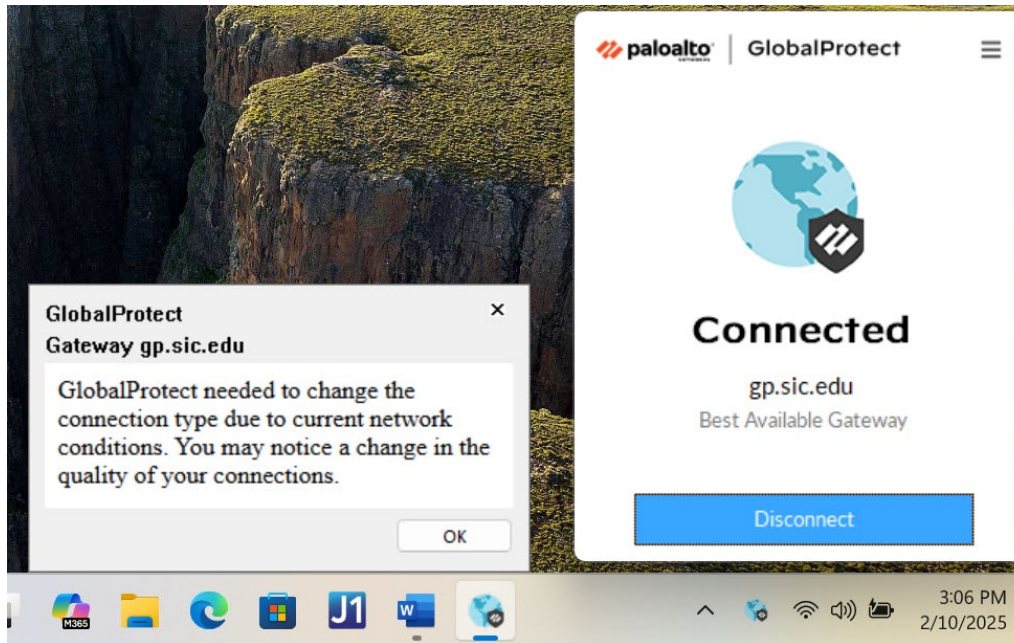 paloalto
NETWORKS
GlobalProtect
Connected
gp.sic.edu
Best Available Gateway
Disconnect
GlobalProtect
Gateway gp.sic.edu
GlobalProtect needed to change the
connection type due to current network
conditions. You may notice a change in the
quality of your connections.
OK
M365
J1
W
3:06 PM
2/10/2025